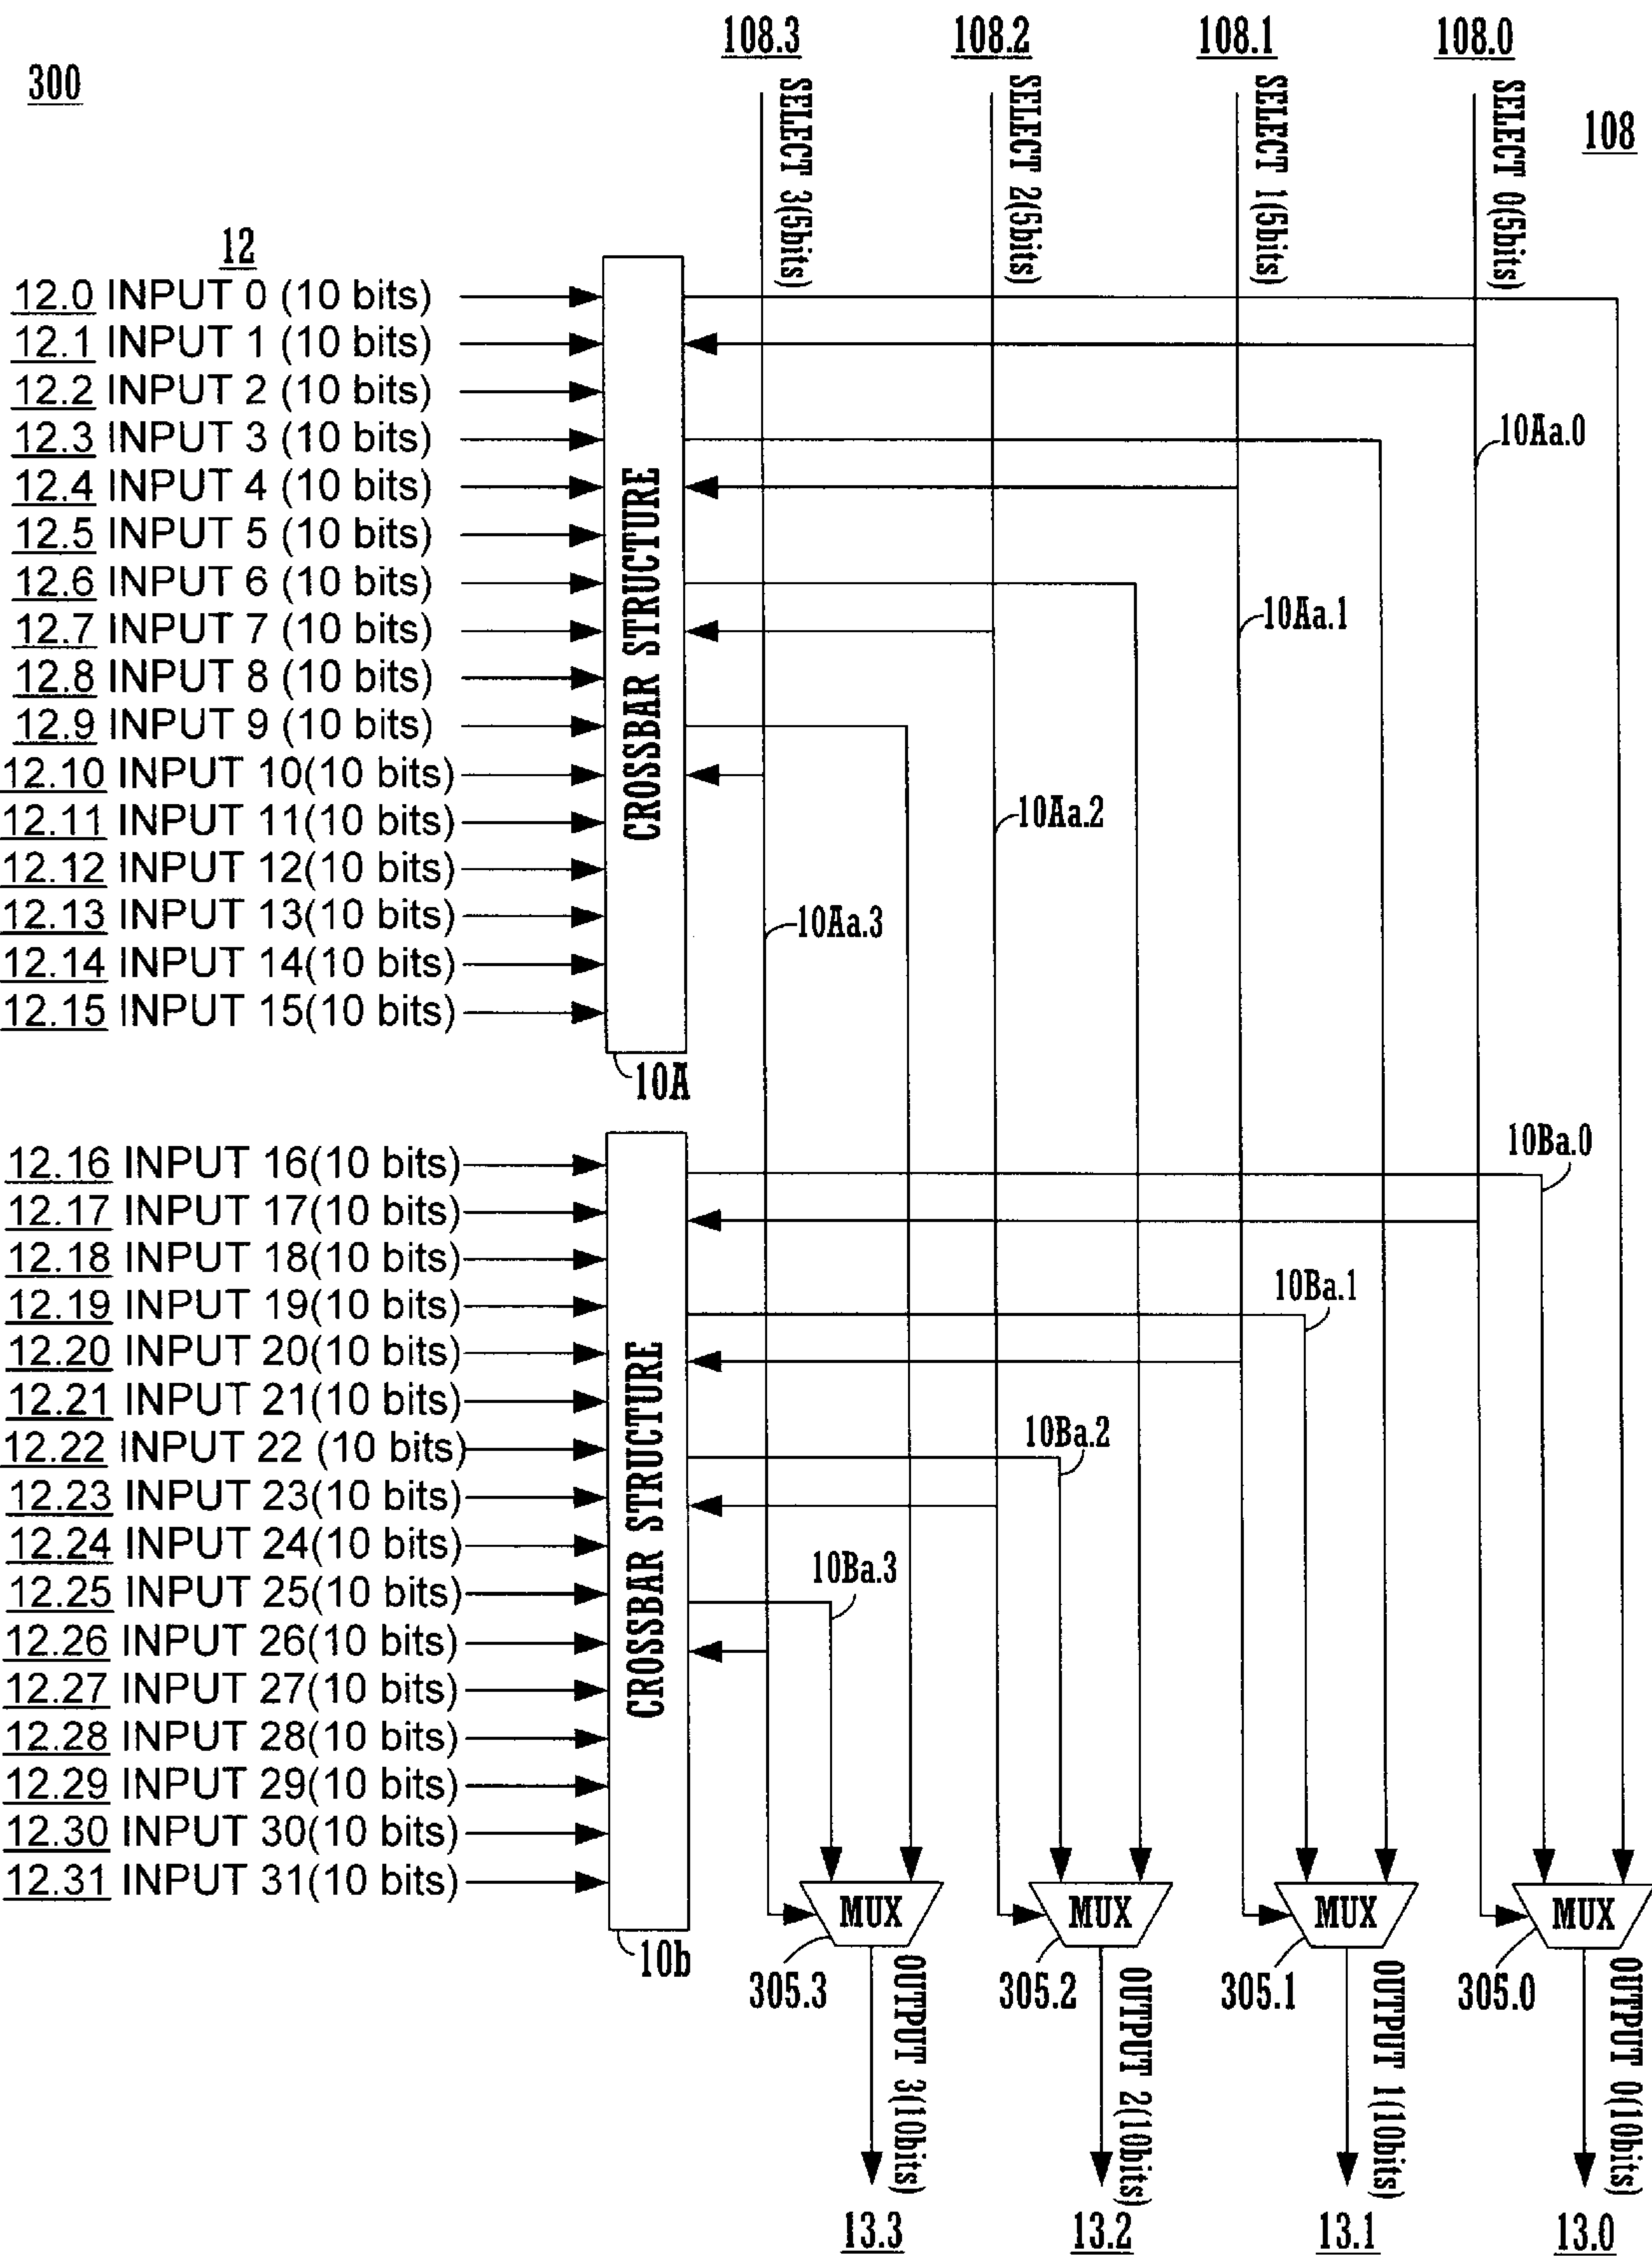 300
108.3
108.2
108.1
108.0
108
SELECT 3(5bits)
SELECT 2(5bits)
SELECT 1(5bits)
SELECT 0(5bits)
12
12.0 INPUT 0 (10 bits)
12.1 INPUT 1 (10 bits)
12.2 INPUT 2 (10 bits)
12.3 INPUT 3 (10 bits)
12.4 INPUT 4 (10 bits)
12.5 INPUT 5 (10 bits)
12.6 INPUT 6 (10 bits)
12.7 INPUT 7 (10 bits)
12.8 INPUT 8 (10 bits)
12.9 INPUT 9 (10 bits)
12.10 INPUT 10(10 bits)
12.11 INPUT 11(10 bits)
12.12 INPUT 12(10 bits)
12.13 INPUT 13(10 bits)
12.14 INPUT 14(10 bits)
12.15 INPUT 15(10 bits)
CROSSBAR STRUCTURE
10A
10Aa.0
10Aa.1
10Aa.2
10Aa.3
12.16 INPUT 16(10 bits)
12.17 INPUT 17(10 bits)
12.18 INPUT 18(10 bits)
12.19 INPUT 19(10 bits)
12.20 INPUT 20(10 bits)
12.21 INPUT 21(10 bits)
12.22 INPUT 22 (10 bits)
12.23 INPUT 23(10 bits)
12.24 INPUT 24(10 bits)
12.25 INPUT 25(10 bits)
12.26 INPUT 26(10 bits)
12.27 INPUT 27(10 bits)
12.28 INPUT 28(10 bits)
12.29 INPUT 29(10 bits)
12.30 INPUT 30(10 bits)
12.31 INPUT 31(10 bits)
CROSSBAR STRUCTURE
10b
10Ba.0
10Ba.1
10Ba.2
10Ba.3
MUX
MUX
MUX
MUX
305.3
305.2
305.1
305.0
OUTPUT 3(10bits)
OUTPUT 2(10bits)
OUTPUT 1(10bits)
OUTPUT 0(10bits)
13.3
13.2
13.1
13.0